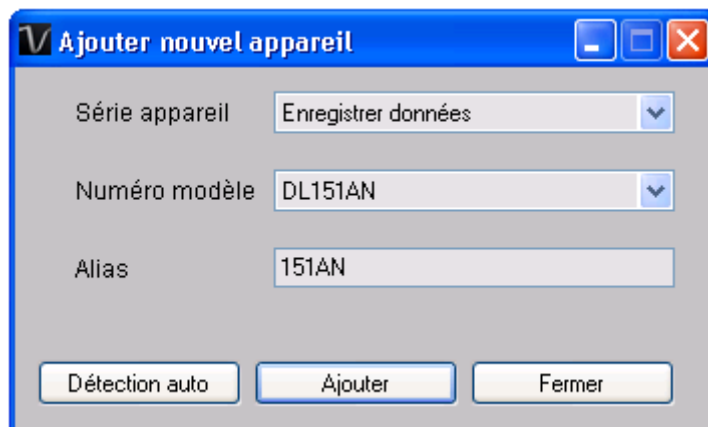 Ajouter nouvel appareil
Série appareil Enregistrer données
Numéro modèle DL151AN
Alias 151AN
Détection auto Ajouter Fermer